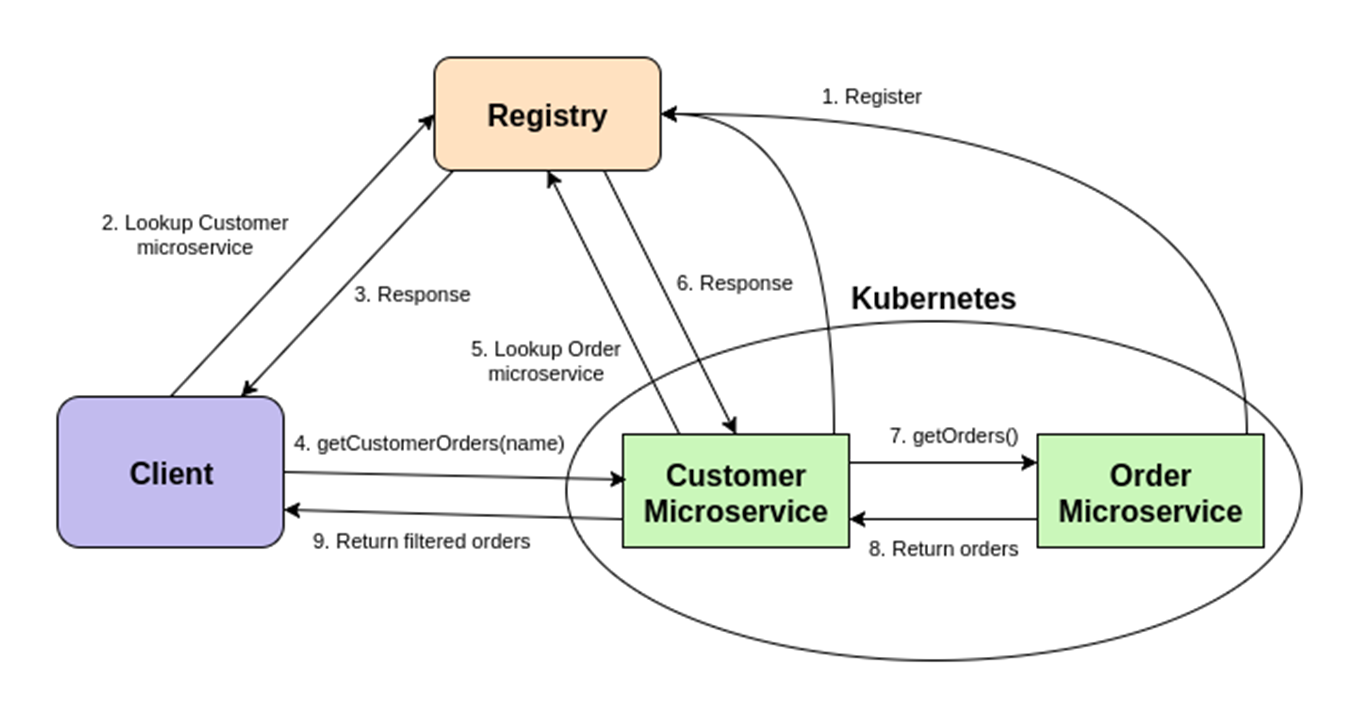 1. Register
Registry
2. Lookup Customer
microservice
3. Response
6. Response
Kubernetes
5. Lookup Order
microservice
4. getCustomerOrders(name)
7. getOrders()
Client
Customer
Microservice
Order
Microservice
9. Return filtered orders
8. Return orders